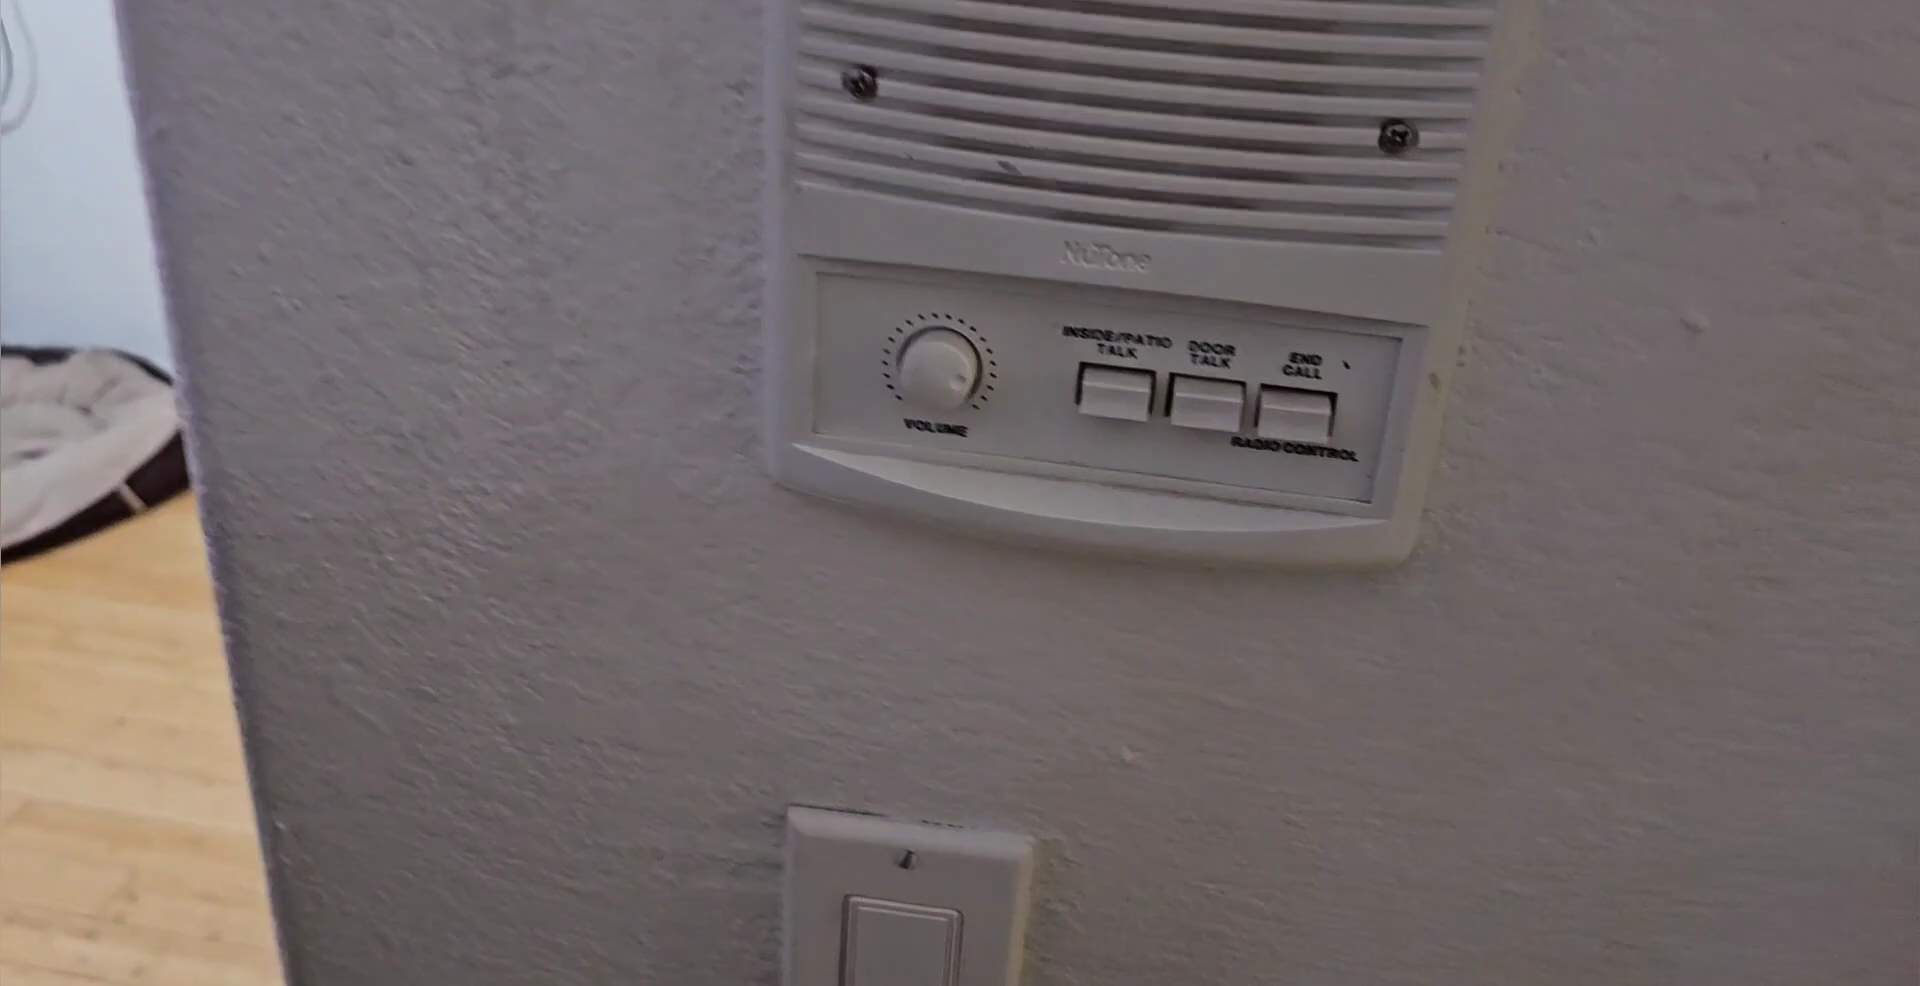 NuTone
INSIDE/PATIO
TALK
DOOR
TALK
END
CALL
VOLUME
RADIO CONTROL